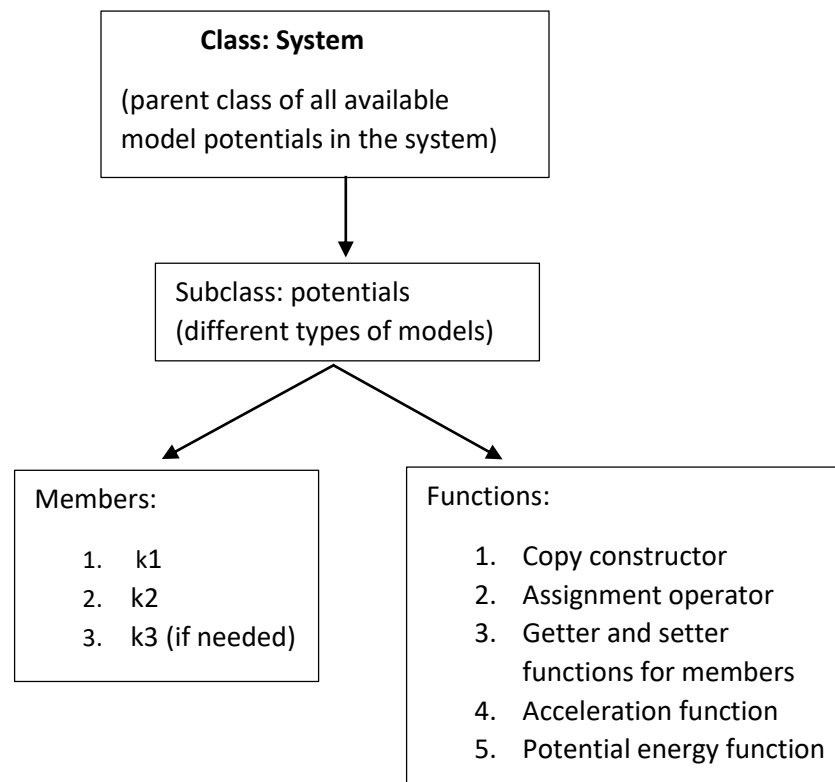 Class: System
(parent class of all available
model potentials in the system)
Subclass: potentials
(different types of models)
Members:
1. k1
2. k2
3. k3 (if needed)
Functions:
1. Copy constructor
2. Assignment operator
3. Getter and setter
functions for members
4. Acceleration function
5. Potential energy function